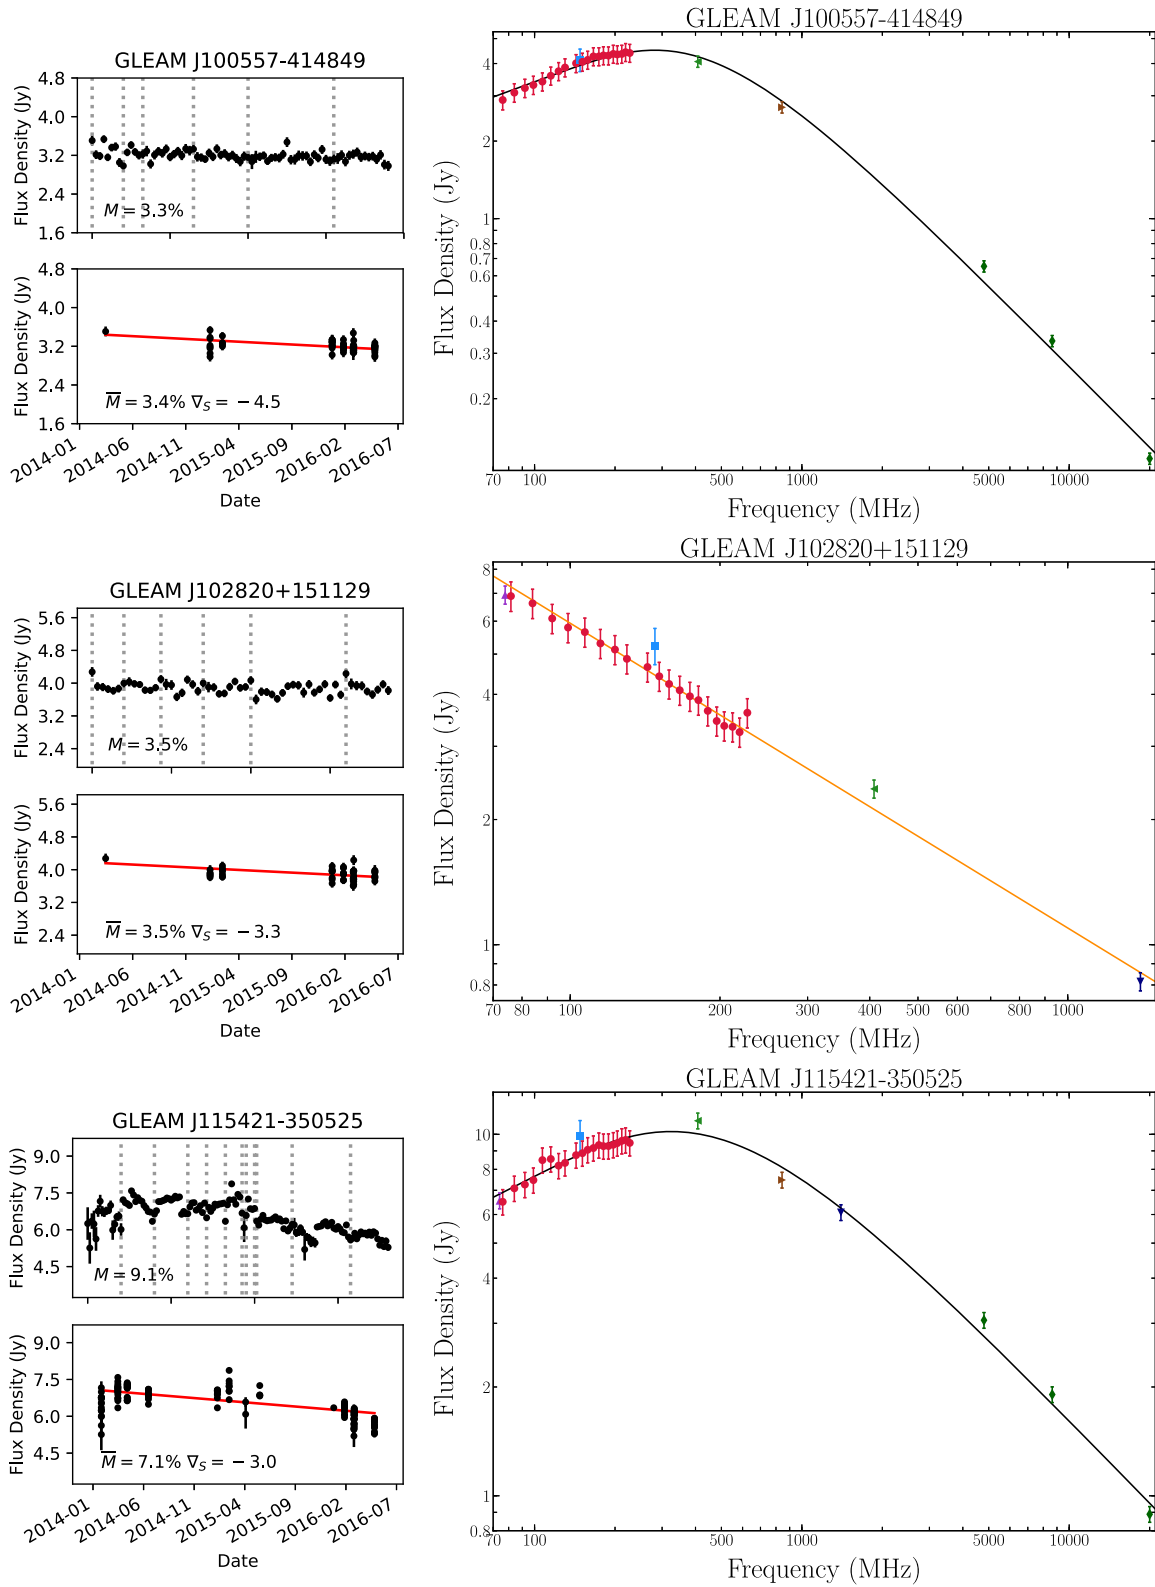 GLEAM J100557-414849
GLEAM J100557-414849
Flux Density (Jy)
4.8
4.0
3.2
2.4
1.6
M = 3.3%
Flux Density (Jy)
4.8
4.0
3.2
2.4
1.6
M̅ = 3.4% ∇S = −4.5
2014-01 2014-06 2014-11 2015-04 2015-09 2016-02 2016-07
Date
Flux Density (Jy)
4
2
1
0.8
0.7
0.6
0.4
0.3
0.2
70 100 500 1000 5000 10000
Frequency (MHz)
GLEAM J102820+151129
GLEAM J102820+151129
Flux Density (Jy)
5.6
4.8
4.0
3.2
2.4
M = 3.5%
Flux Density (Jy)
5.6
4.8
4.0
3.2
2.4
M̅ = 3.5% ∇S = −3.3
2014-01 2014-06 2014-11 2015-04 2015-09 2016-02 2016-07
Date
Flux Density (Jy)
8
6
4
2
1
0.8
70 80 100 200 300 400 500 600 800 1000
Frequency (MHz)
GLEAM J115421-350525
GLEAM J115421-350525
Flux Density (Jy)
9.0
7.5
6.0
4.5
M = 9.1%
Flux Density (Jy)
9.0
7.5
6.0
4.5
M̅ = 7.1% ∇S = −3.0
2014-01 2014-06 2014-11 2015-04 2015-09 2016-02 2016-07
Date
Flux Density (Jy)
10
8
6
4
2
1
0.8
70 100 500 1000 5000 10000
Frequency (MHz)